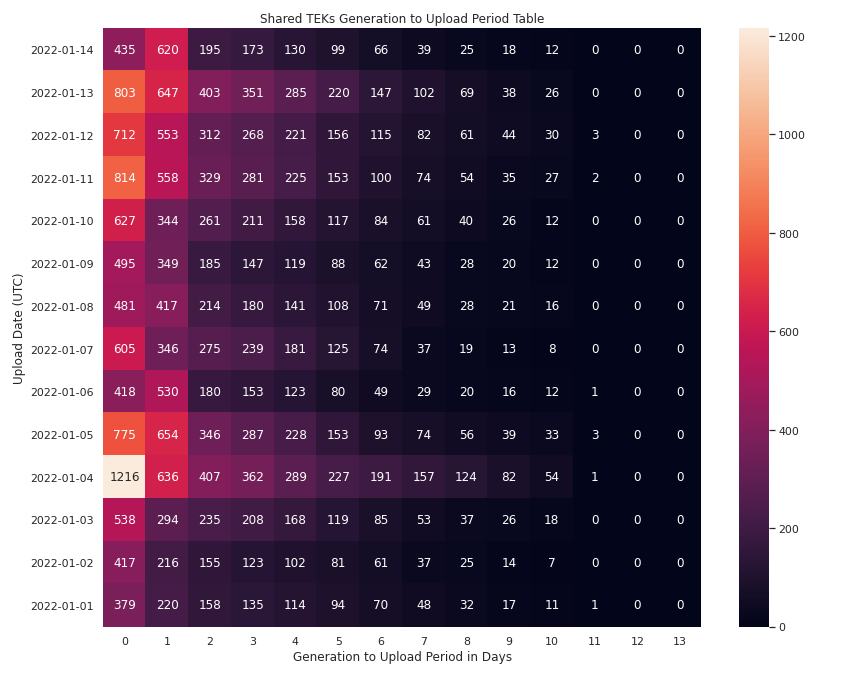 Shared TEKs Generation to Upload Period Table
Upload Date (UTC)
2022-01-14 435 620 195 173 130 99 66 39 25 18 12 0 0 0
2022-01-13 803 647 403 351 285 220 147 102 69 38 26 0 0 0
2022-01-12 712 553 312 268 221 156 115 82 61 44 30 3 0 0
2022-01-11 814 558 329 281 225 153 100 74 54 35 27 2 0 0
2022-01-10 627 344 261 211 158 117 84 61 40 26 12 0 0 0
2022-01-09 495 349 185 147 119 88 62 43 28 20 12 0 0 0
2022-01-08 481 417 214 180 141 108 71 49 28 21 16 0 0 0
2022-01-07 605 346 275 239 181 125 74 37 19 13 8 0 0 0
2022-01-06 418 530 180 153 123 80 49 29 20 16 12 1 0 0
2022-01-05 775 654 346 287 228 153 93 74 56 39 33 3 0 0
2022-01-04 1216 636 407 362 289 227 191 157 124 82 54 1 0 0
2022-01-03 538 294 235 208 168 119 85 53 37 26 18 0 0 0
2022-01-02 417 216 155 123 102 81 61 37 25 14 7 0 0 0
2022-01-01 379 220 158 135 114 94 70 48 32 17 11 1 0 0
0 1 2 3 4 5 6 7 8 9 10 11 12 13
Generation to Upload Period in Days
1200
1000
800
600
400
200
0